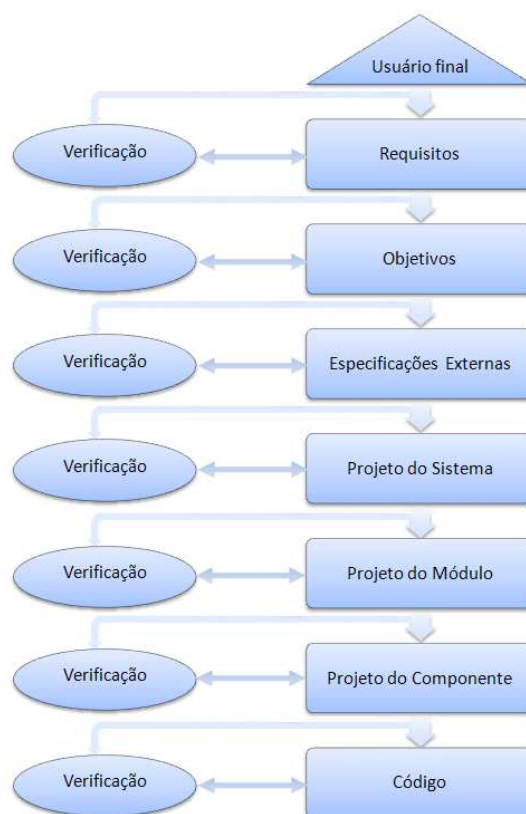 Usuário final
Verificação
Requisitos
Verificação
Objetivos
Verificação
Especificações Externas
Verificação
Projeto do Sistema
Verificação
Projeto do Módulo
Verificação
Projeto do Componente
Verificação
Código